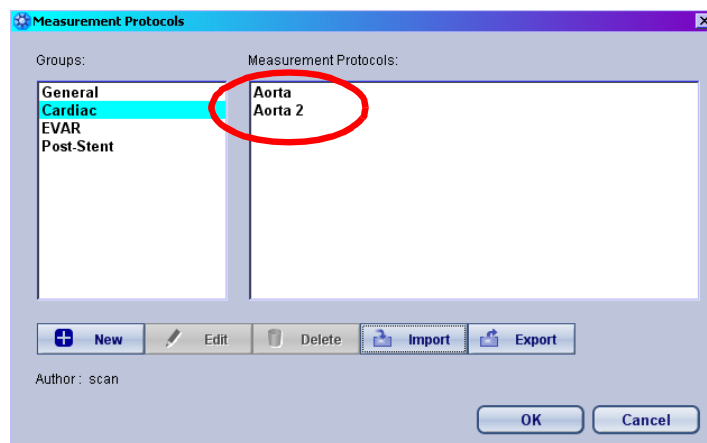 Measurement Protocols
Groups:
Measurement Protocols:
General
Cardiac
EVAR
Post-Stent
Aorta
Aorta 2
New
Edit
Delete
Import
Export
Author : scan
OK
Cancel